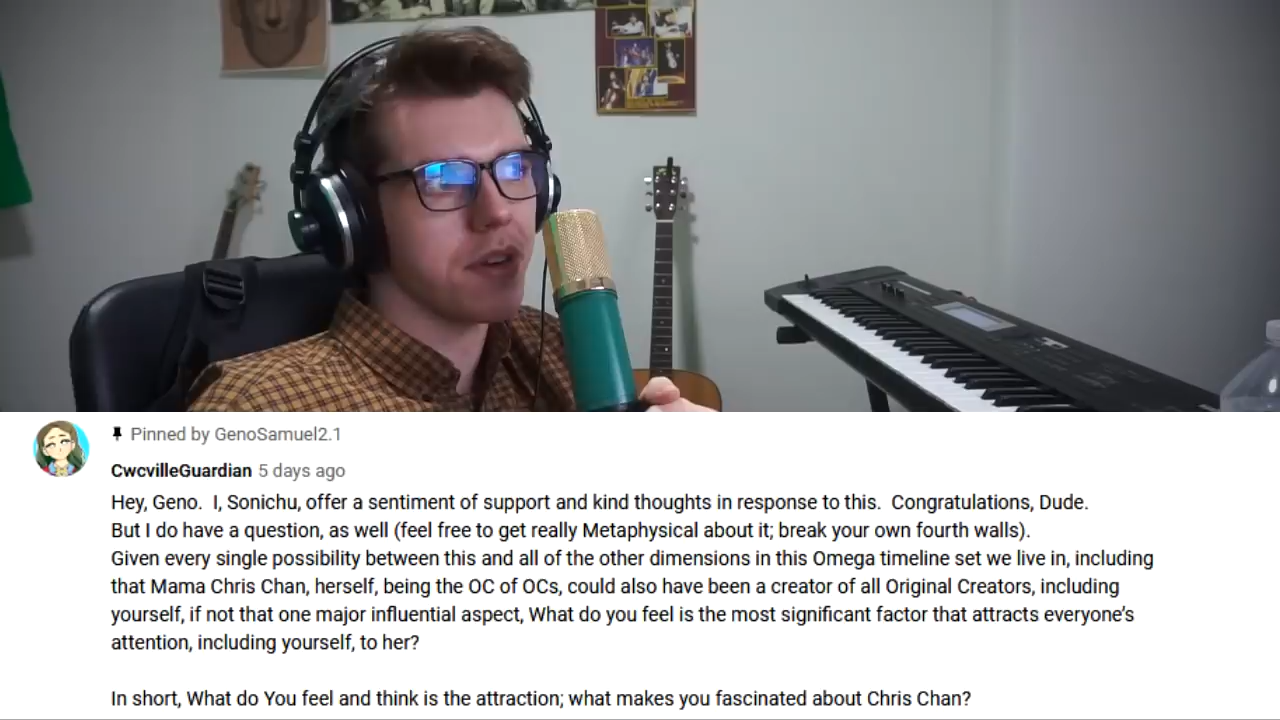 Pinned by GenoSamuel2.1
CwcvilleGuardian 5 days ago
Hey, Geno.  I, Sonichu, offer a sentiment of support and kind thoughts in response to this.  Congratulations, Dude.
But I do have a question, as well (feel free to get really Metaphysical about it; break your own fourth walls).
Given every single possibility between this and all of the other dimensions in this Omega timeline set we live in, including
that Mama Chris Chan, herself, being the OC of OCs, could also have been a creator of all Original Creators, including
yourself, if not that one major influential aspect, What do you feel is the most significant factor that attracts everyone’s
attention, including yourself, to her?
In short, What do You feel and think is the attraction; what makes you fascinated about Chris Chan?